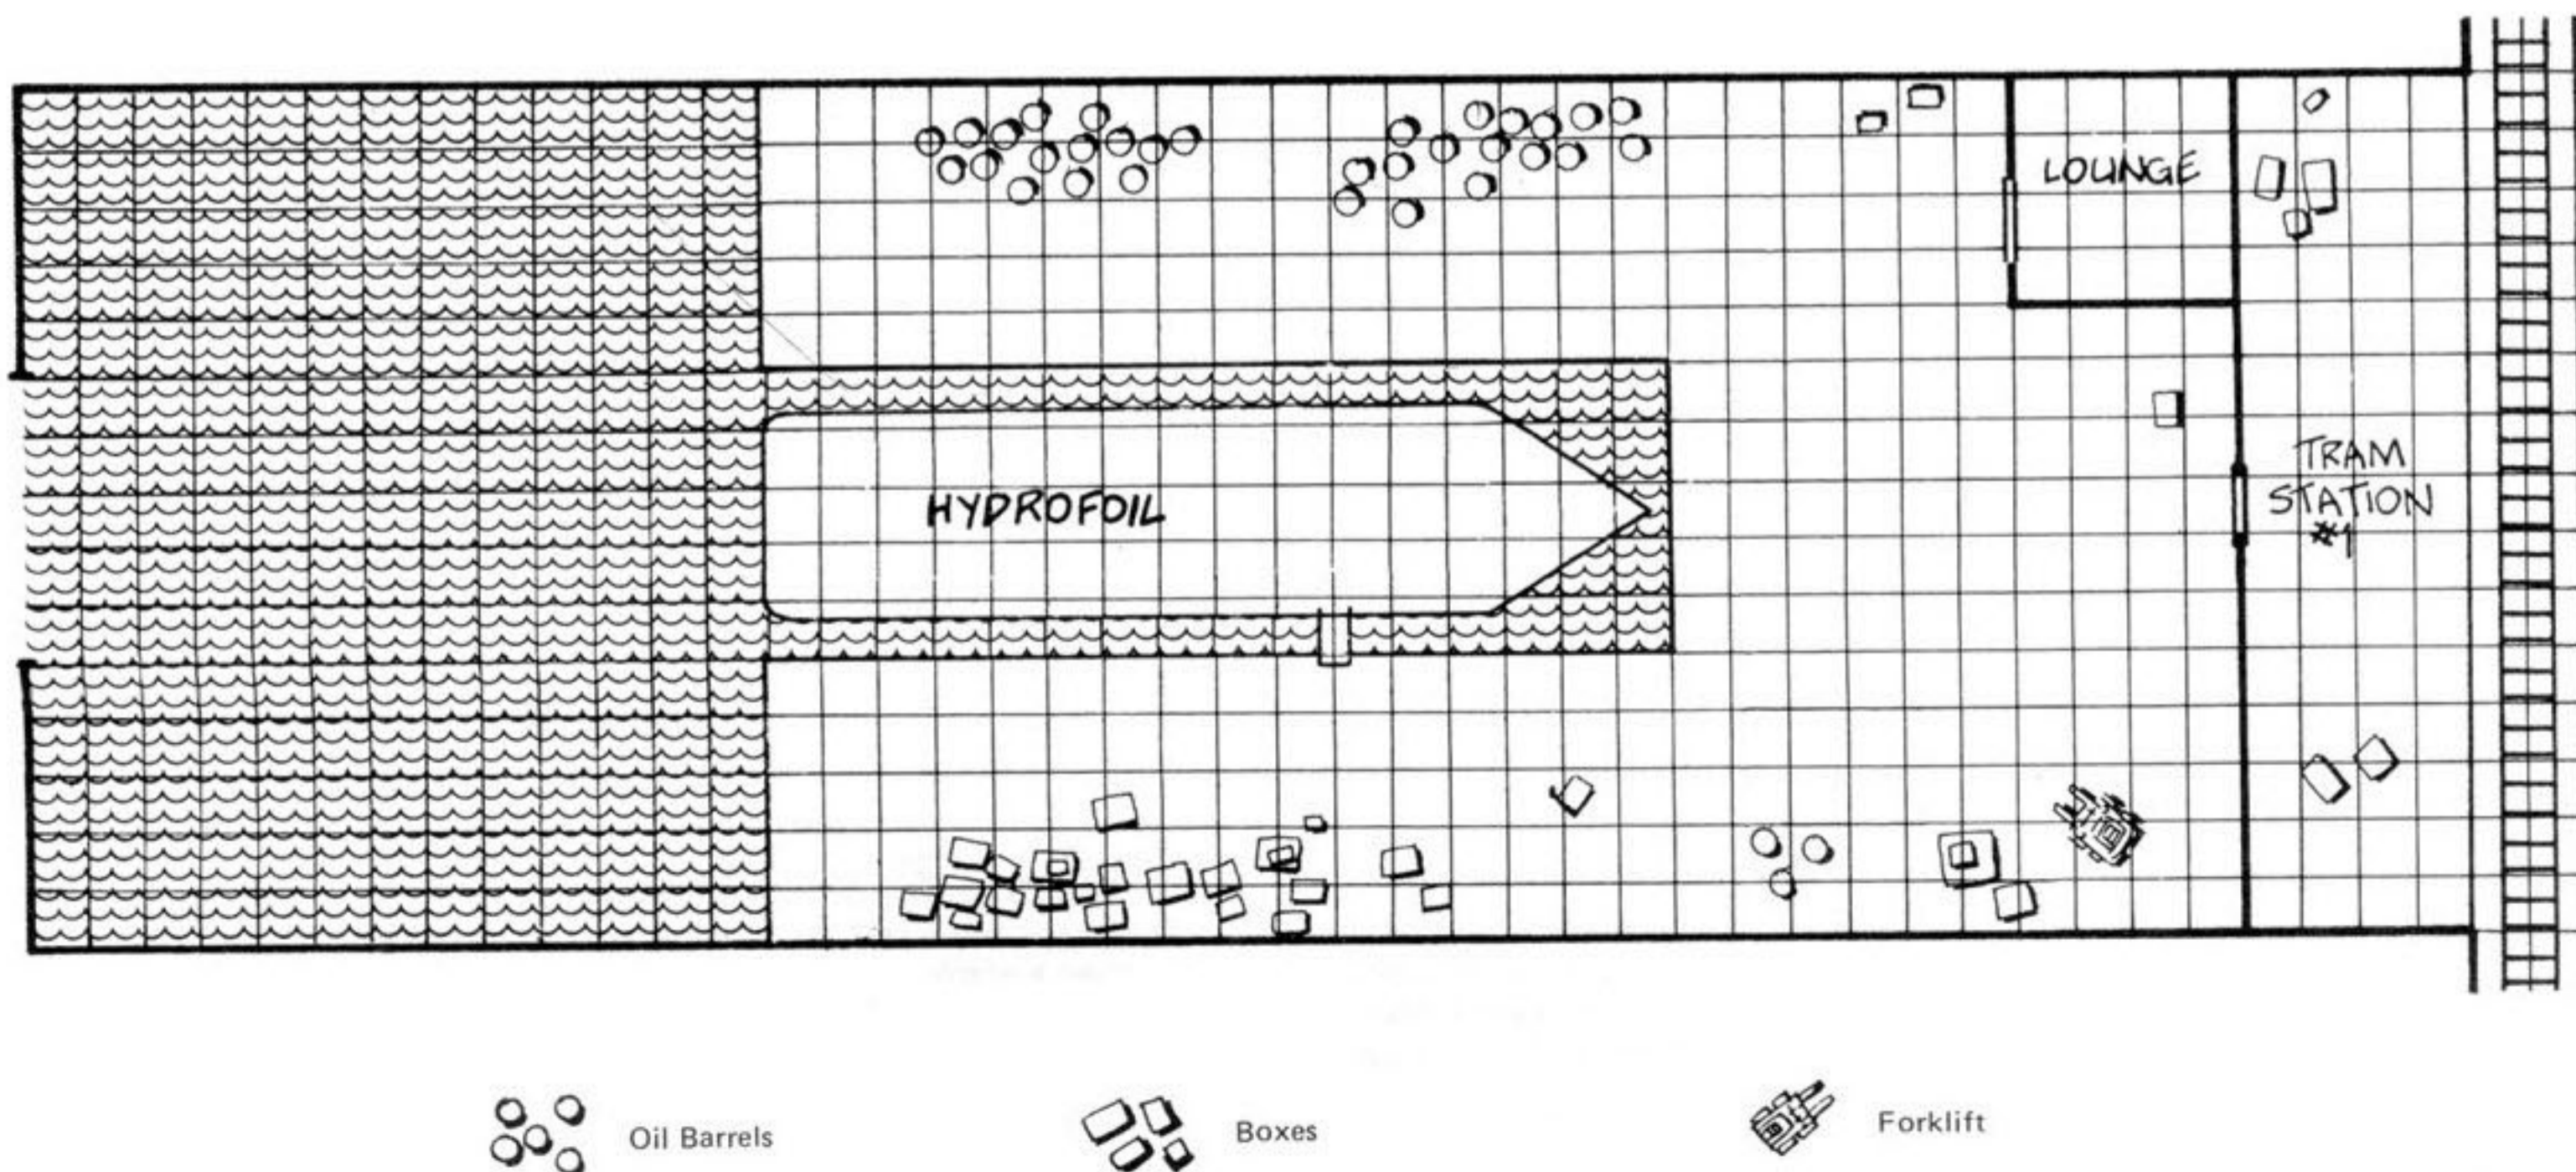 LOUNGE
HYDROFOIL
TRAM
STATION
#1
Oil Barrels
Boxes
Forklift